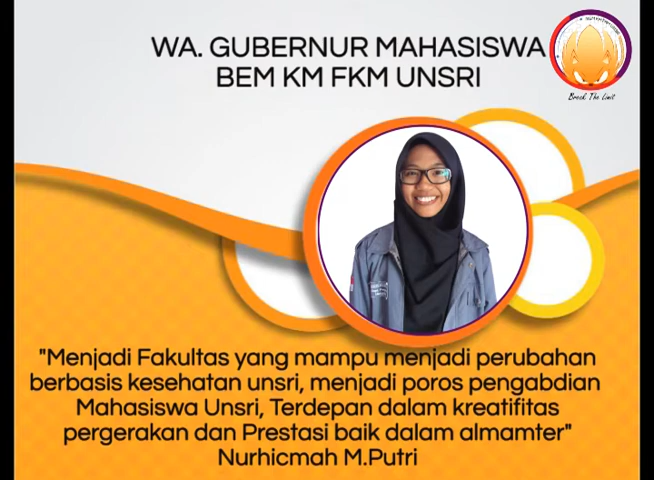 WA. GUBERNUR MAHASISWA
BEM KM FKM UNSRI
Break The Limit
"Menjadi Fakultas yang mampu menjadi perubahan
berbasis kesehatan unsri, menjadi poros pengabdian
Mahasiswa Unsri, Terdepan dalam kreatifitas
pergerakan dan Prestasi baik dalam almamter"
Nurhicmah M.Putri